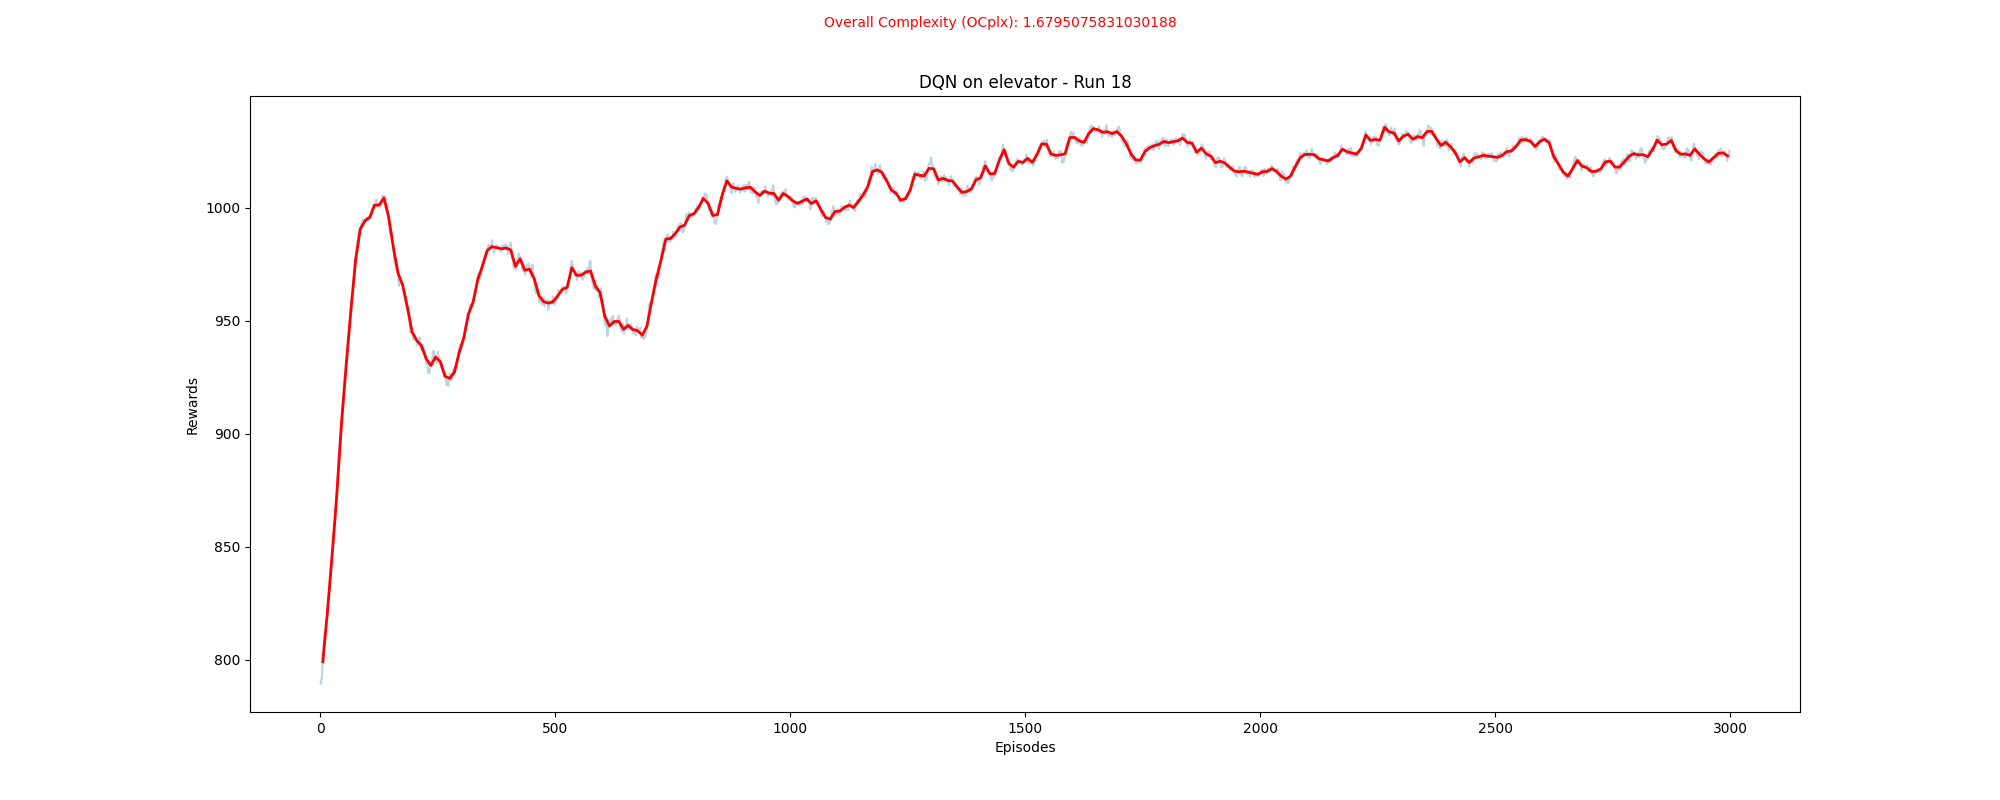 Overall Complexity (OCplx): 1.6795075831030188
DQN on elevator - Run 18
1000
950
900
850
800
Rewards
0 500 1000 1500 2000 2500 3000
Episodes